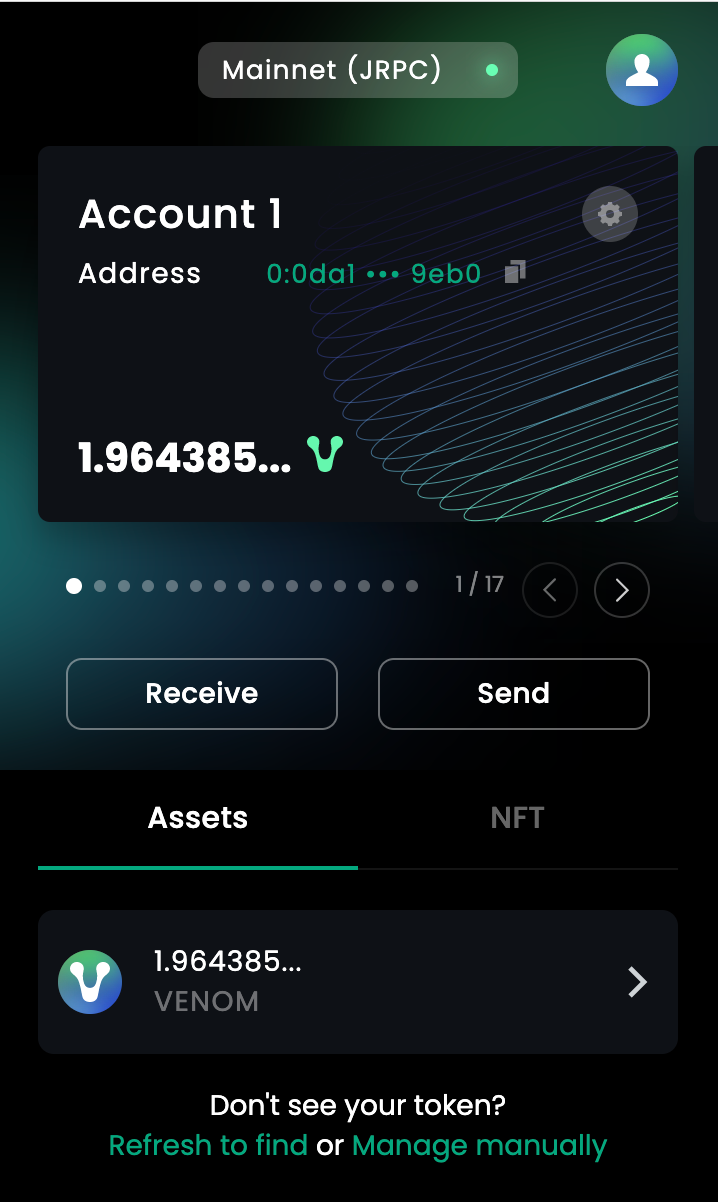 Mainnet (JRPC)
Account 1
Address 0:0da1 ••• 9eb0
1.964385...
1 / 17
Receive Send
Assets NFT
1.964385...
VENOM
Don't see your token?
Refresh to find or Manage manually